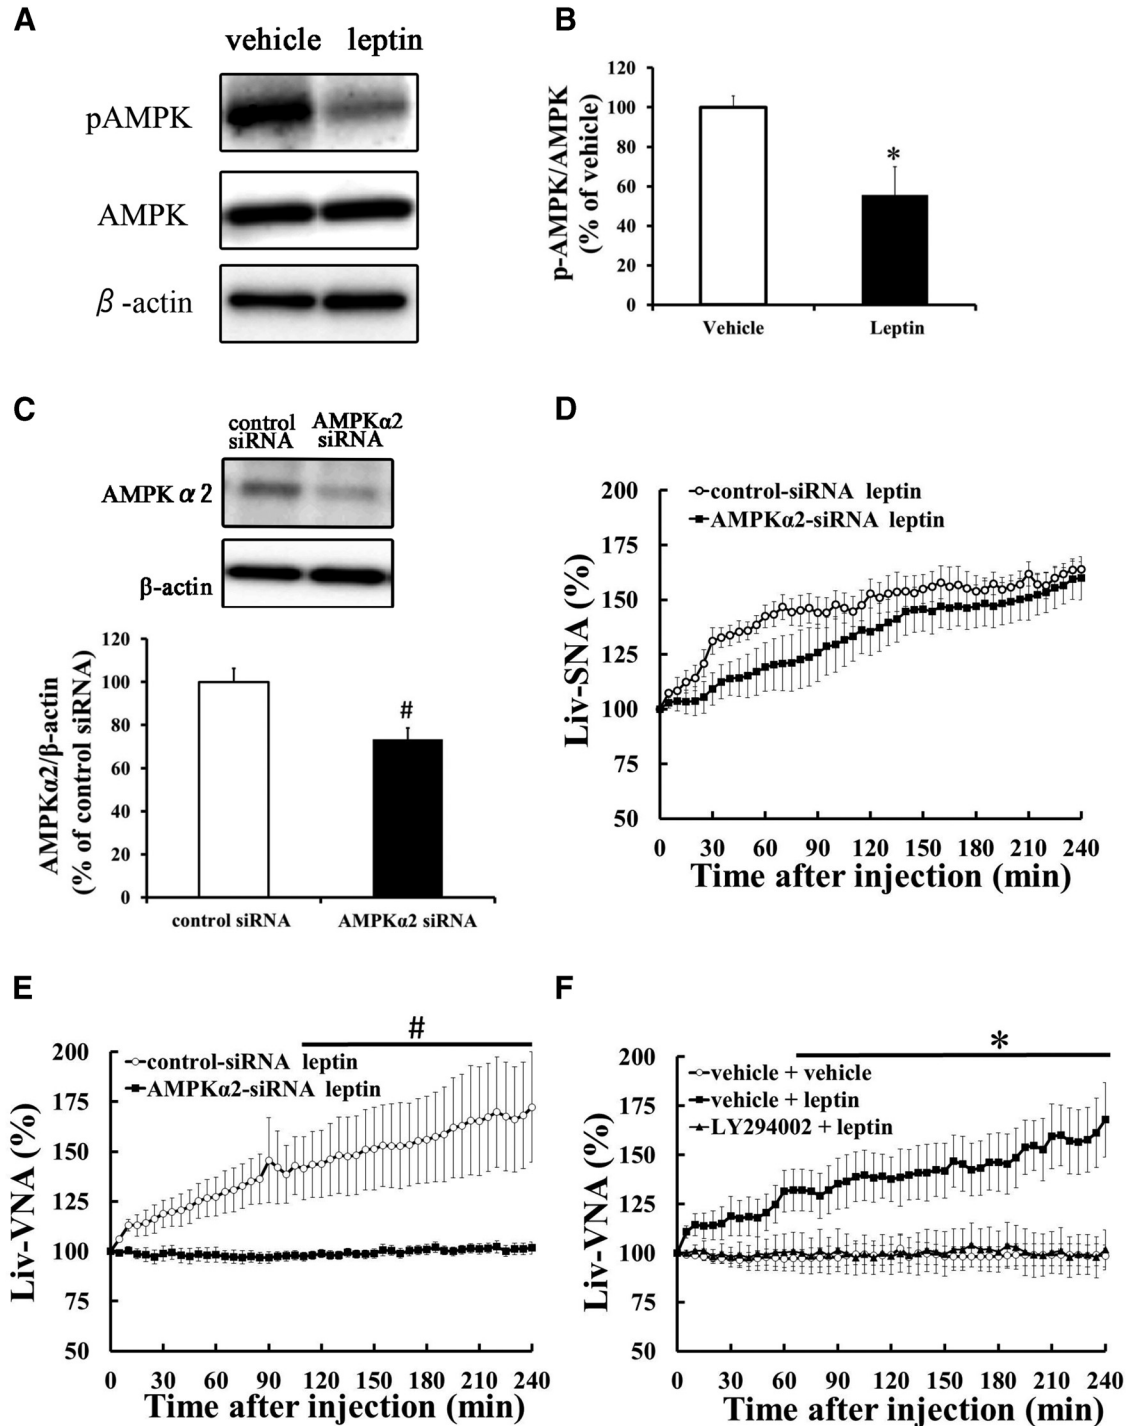 A
vehicle leptin
pAMPK
AMPK
β-actin
B
p-AMPK/AMPK
(% of vehicle)
120
100
80
60
40
20
0
*
Vehicle
Leptin
C
control
siRNA
AMPKα2
siRNA
AMPK α2
β-actin
AMPKα2/β-actin
(% of control siRNA)
120
100
80
60
40
20
0
#
control siRNA
AMPKα2 siRNA
D
control-siRNA leptin
AMPKα2-siRNA leptin
Liv-SNA (%)
200
175
150
125
100
75
50
0 30 60 90 120 150 180 210 240
Time after injection (min)
E
#
control-siRNA leptin
AMPKα2-siRNA leptin
Liv-VNA (%)
200
175
150
125
100
75
50
0 30 60 90 120 150 180 210 240
Time after injection (min)
F
*
vehicle + vehicle
vehicle + leptin
LY294002 + leptin
Liv-VNA (%)
200
175
150
125
100
75
50
0 30 60 90 120 150 180 210 240
Time after injection (min)